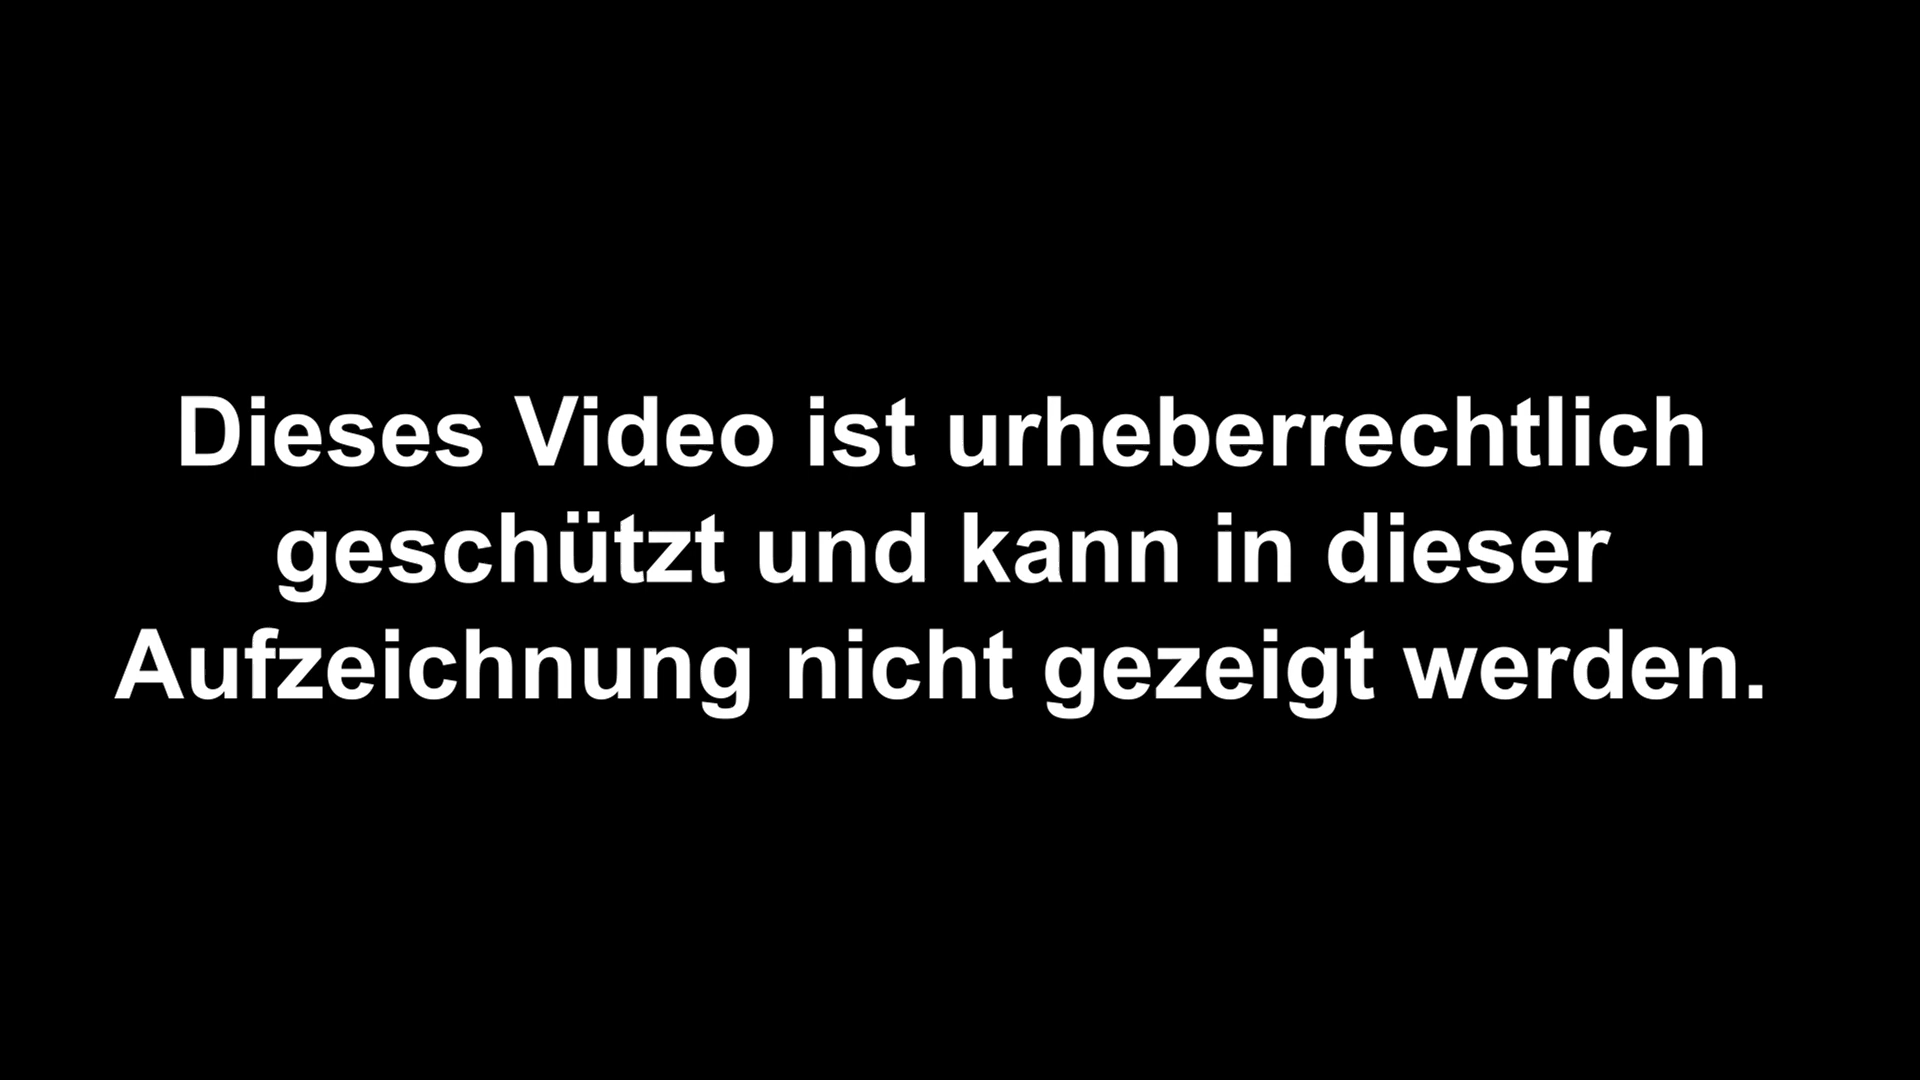 Dieses Video ist urheberrechtlich
geschützt und kann in dieser
Aufzeichnung nicht gezeigt werden.